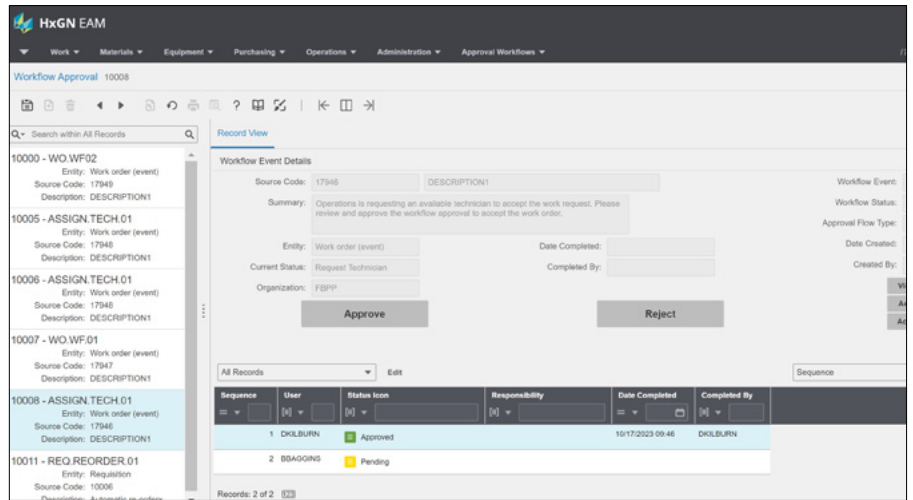 HxGN EAM
Work Materials Equipment Purchasing Operations Administration Approval Workflows
Workflow Approval 10008
Search within All Records
10000 - WO.WF02
Entity: Work order (event)
Source Code: 17949
Description: DESCRIPTION1
10005 - ASSIGN.TECH.01
Entity: Work order (event)
Source Code: 17948
Description: DESCRIPTION1
10006 - ASSIGN.TECH.01
Entity: Work order (event)
Source Code: 17948
Description: DESCRIPTION1
10007 - WO.WF.01
Entity: Work order (event)
Source Code: 17947
Description: DESCRIPTION1
10008 - ASSIGN.TECH.01
Entity: Work order (event)
Source Code: 17946
Description: DESCRIPTION1
10011 - REQ.REORDER.01
Entity: Requisition
Source Code: 10006
Description: Automatic re-orders
Record View
Workflow Event Details
Source Code: 17946 DESCRIPTION1
Summary: Operations is requesting an available technician to accept the work request. Please
review and approve the workflow approval to accept the work order.
Entity: Work order (event)
Current Status: Request Technician
Organization: FBPP
Date Completed:
Completed By:
Workflow Event:
Workflow Status:
Approval Flow Type:
Date Created:
Created By:
Approve Reject
All Records Edit Sequence
Sequence User Status Icon Responsibility Date Completed Completed By
1 DKILBURN Approved 10/17/2023 09:46 DKILBURN
2 BBAGGINS Pending
Records: 2 of 2 123